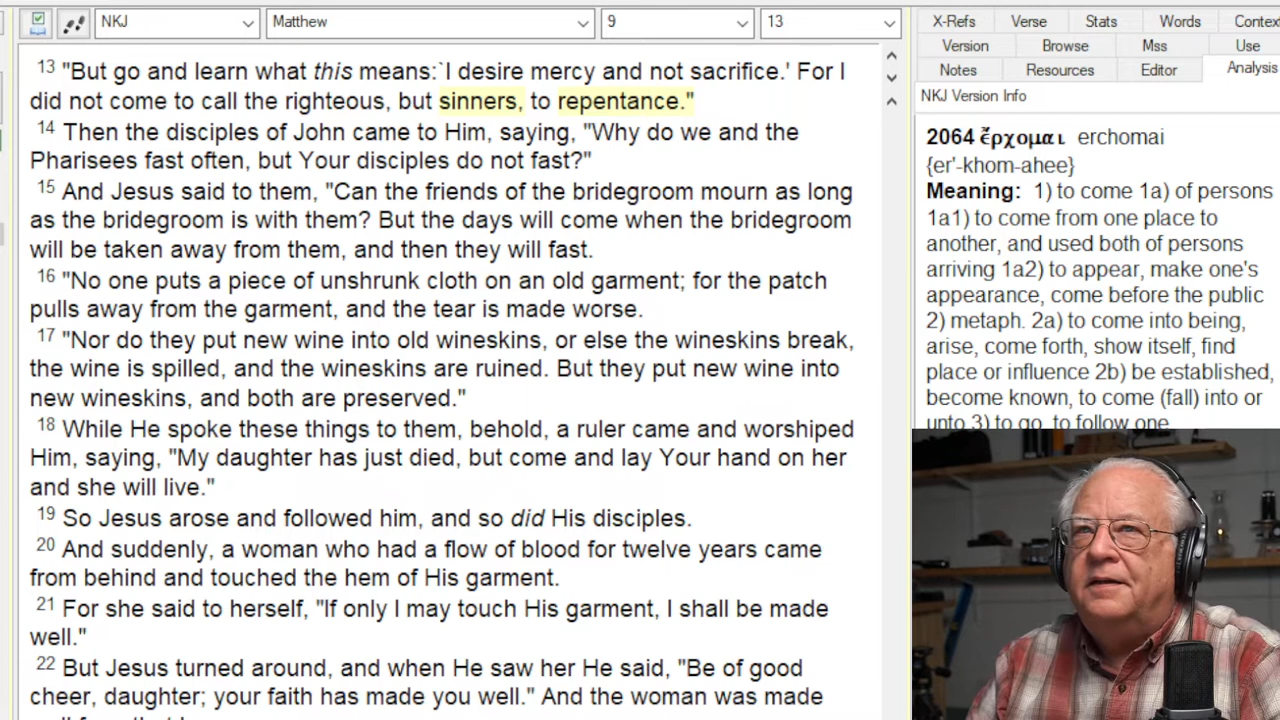 NKJ Matthew 9 13
13 "But go and learn what this means:`I desire mercy and not sacrifice.' For I
did not come to call the righteous, but sinners, to repentance."
14 Then the disciples of John came to Him, saying, "Why do we and the
Pharisees fast often, but Your disciples do not fast?"
15 And Jesus said to them, "Can the friends of the bridegroom mourn as long
as the bridegroom is with them? But the days will come when the bridegroom
will be taken away from them, and then they will fast.
16 "No one puts a piece of unshrunk cloth on an old garment; for the patch
pulls away from the garment, and the tear is made worse.
17 "Nor do they put new wine into old wineskins, or else the wineskins break,
the wine is spilled, and the wineskins are ruined. But they put new wine into
new wineskins, and both are preserved."
18 While He spoke these things to them, behold, a ruler came and worshiped
Him, saying, "My daughter has just died, but come and lay Your hand on her
and she will live."
19 So Jesus arose and followed him, and so did His disciples.
20 And suddenly, a woman who had a flow of blood for twelve years came
from behind and touched the hem of His garment.
21 For she said to herself, "If only I may touch His garment, I shall be made
well."
22 But Jesus turned around, and when He saw her He said, "Be of good
cheer, daughter; your faith has made you well." And the woman was made
X-Refs Verse Stats Words Contex
Version Browse Mss Use
Notes Resources Editor Analysis
NKJ Version Info
2064 ἔρχομαι erchomai
{er'-khom-ahee}
Meaning: 1) to come 1a) of persons
1a1) to come from one place to
another, and used both of persons
arriving 1a2) to appear, make one's
appearance, come before the public
2) metaph. 2a) to come into being,
arise, come forth, show itself, find
place or influence 2b) be established,
become known, to come (fall) into or
unto 3) to go, to follow one